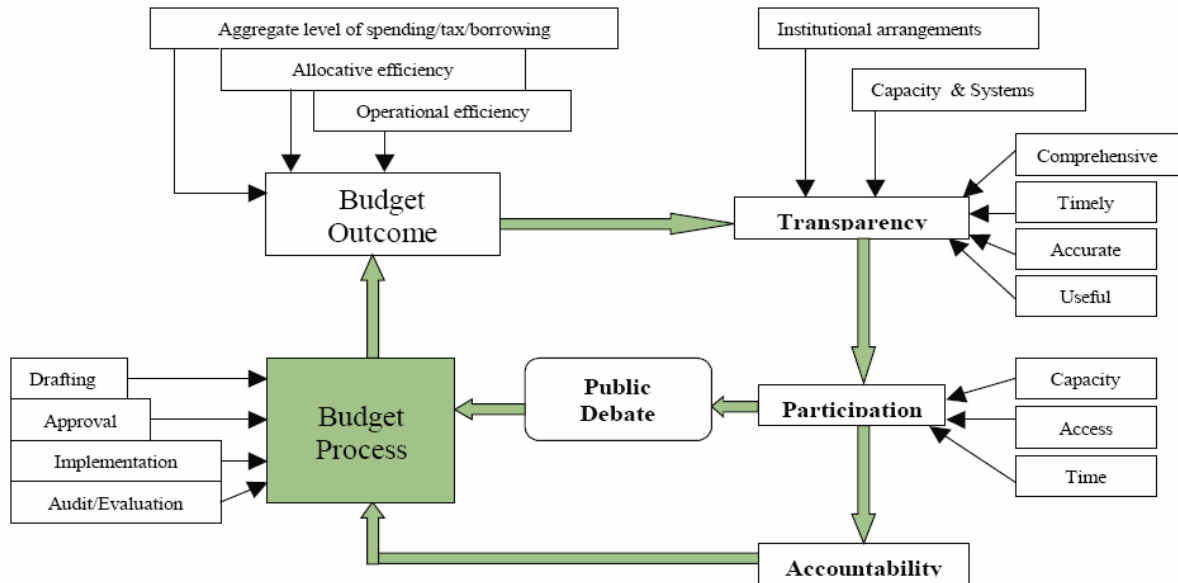 Aggregate level of spending/tax/borrowing
Allocative efficiency
Operational efficiency
Institutional arrangements
Capacity & Systems
Budget
Outcome
Transparency
Comprehensive
Timely
Accurate
Useful
Drafting
Approval
Implementation
Audit/Evaluation
Budget
Process
Public
Debate
Participation
Capacity
Access
Time
Accountability